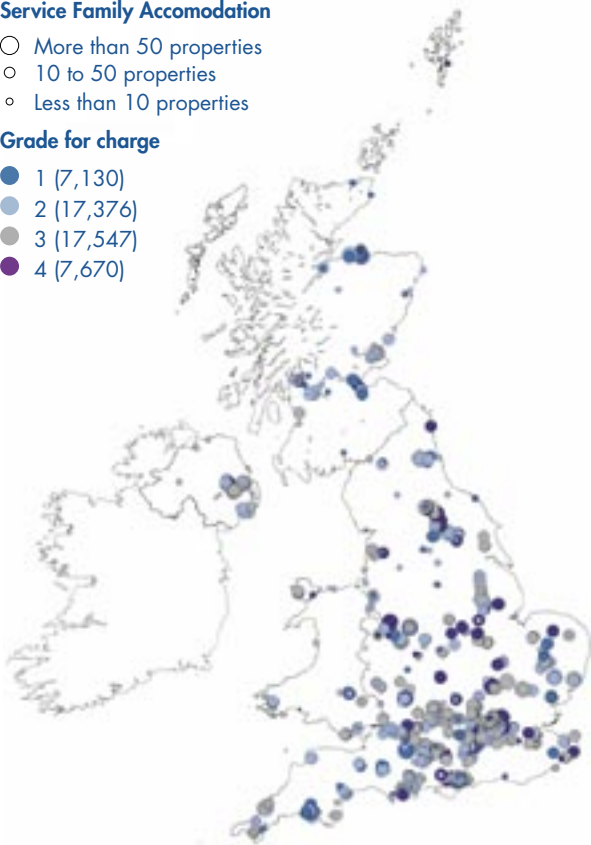 Service Family Accomodation
More than 50 properties
10 to 50 properties
Less than 10 properties
Grade for charge
1 (7,130)
2 (17,376)
3 (17,547)
4 (7,670)